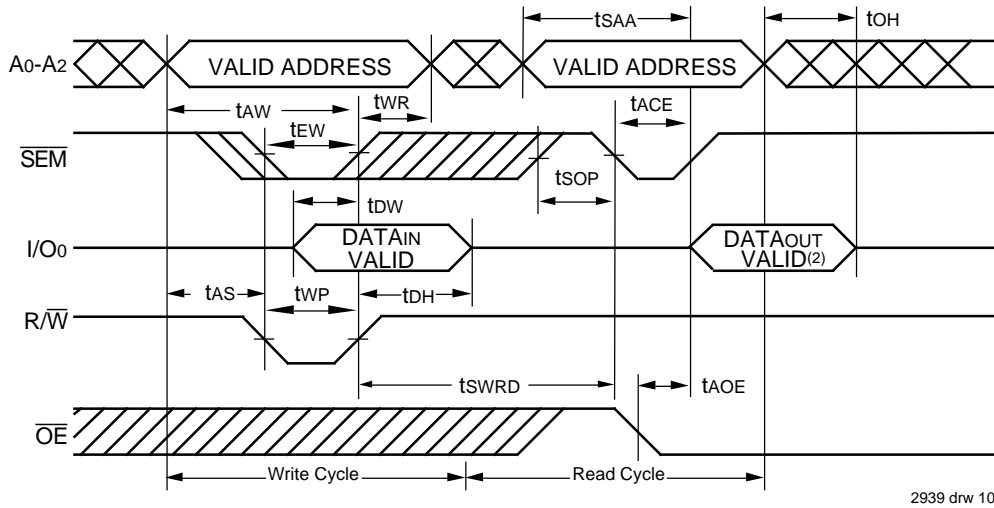 tSAA
tOH
A0-A2
VALID ADDRESS
VALID ADDRESS
tAW
tWR
tACE
tEW
SEM
tSOP
tDW
I/O0
DATAIN
VALID
DATAOUT
VALID(2)
tAS
tWP
tDH
R/W
tSWRD
tAOE
OE
Write Cycle
Read Cycle
2939 drw 10